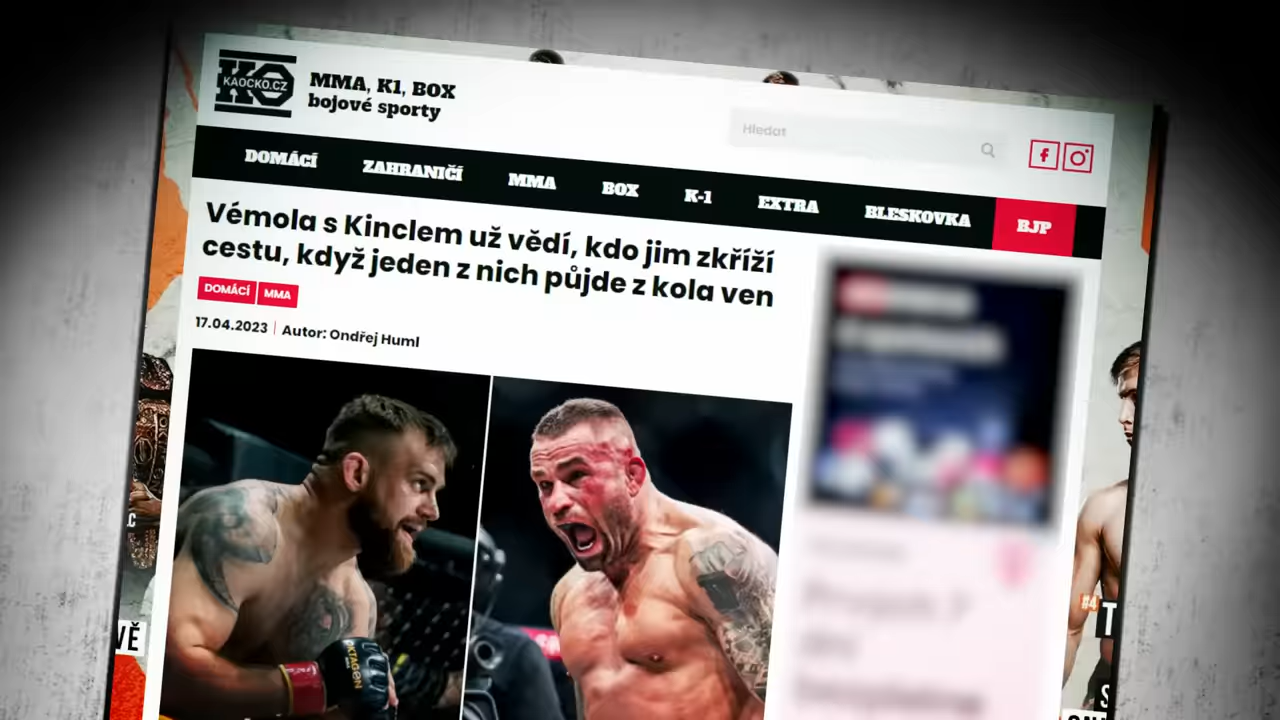 KAOCKO.CZ
MMA, K1, BOX
bojové sporty
Hledat
DOMÁCÍ
ZAHRANIČÍ
MMA
BOX
K-1
EXTRA
BLESKOVKA
BJP
Vémola s Kinclem už vědí, kdo jim zkříží
cestu, když jeden z nich půjde z kola ven
DOMÁCÍ
MMA
17.04.2023
Autor: Ondřej Huml
OKTAGON
VĚ
#4